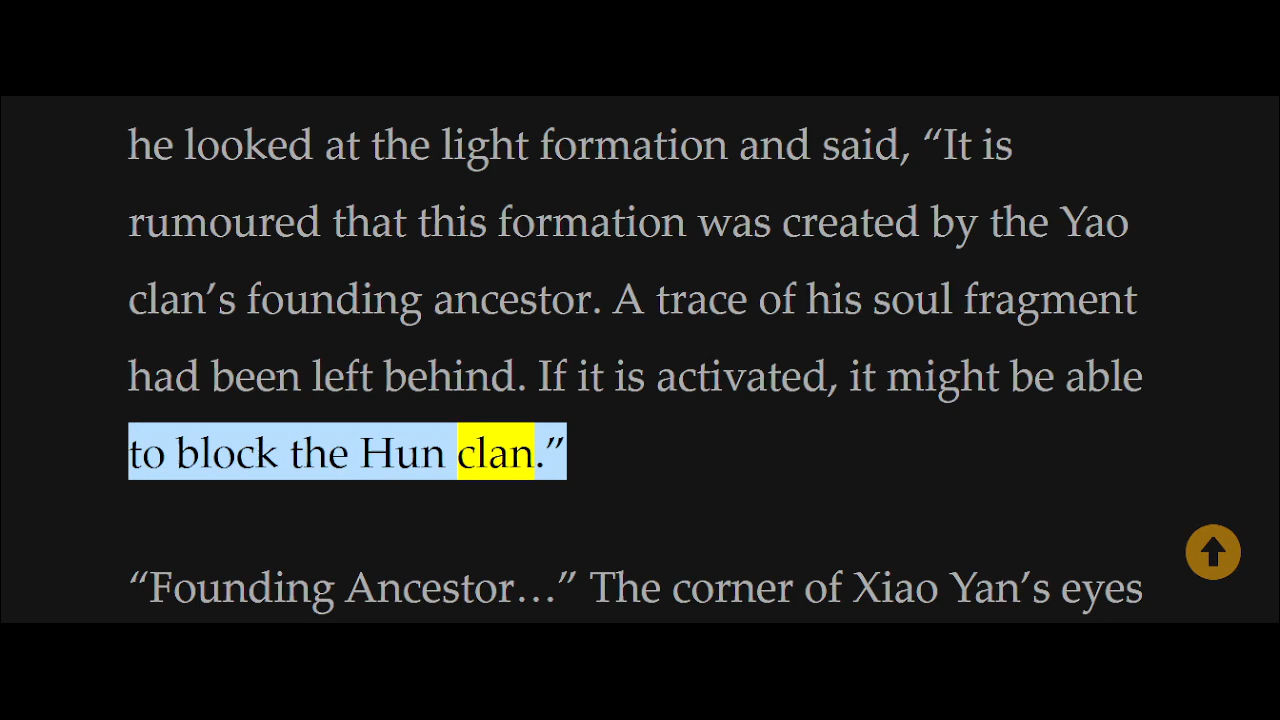 he looked at the light formation and said, “It is
rumoured that this formation was created by the Yao
clan’s founding ancestor. A trace of his soul fragment
had been left behind. If it is activated, it might be able
to block the Hun clan.”
“Founding Ancestor…” The corner of Xiao Yan’s eyes